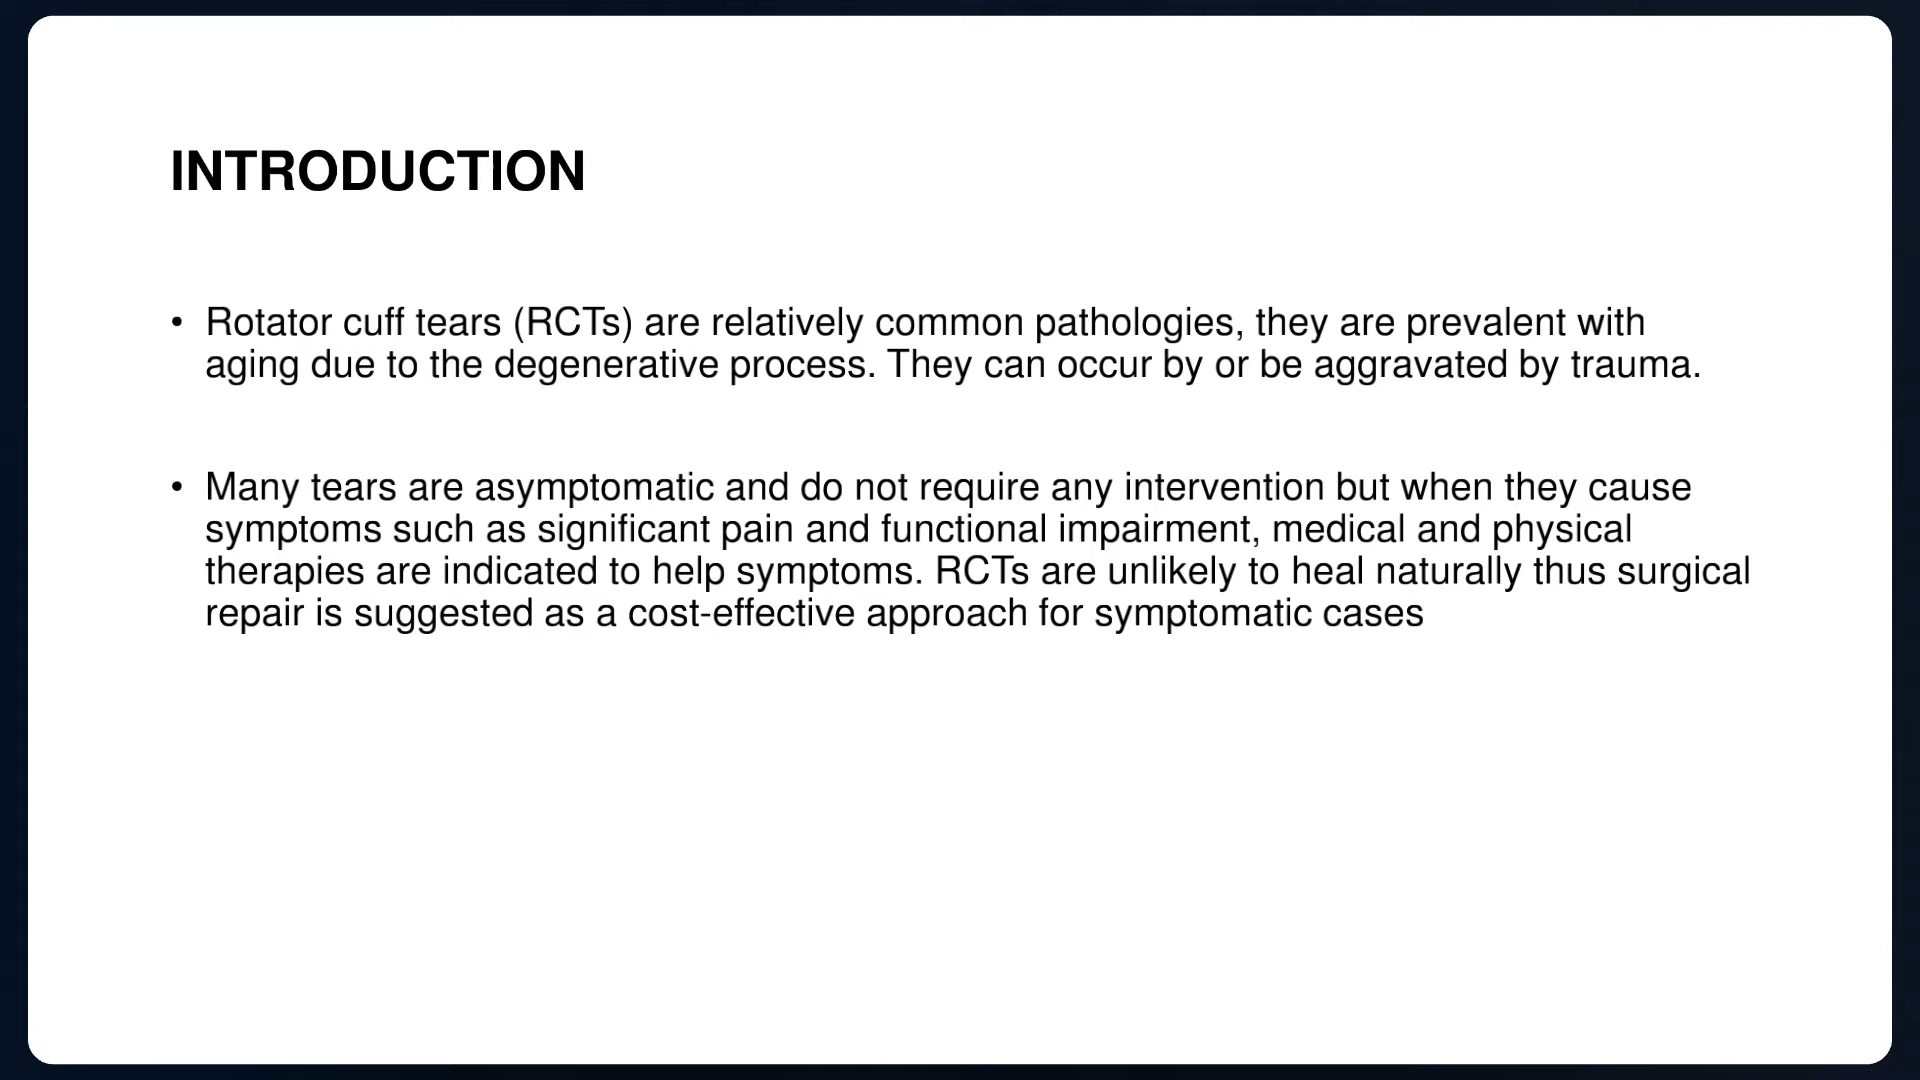 INTRODUCTION
• Rotator cuff tears (RCTs) are relatively common pathologies, they are prevalent with
aging due to the degenerative process. They can occur by or be aggravated by trauma.
• Many tears are asymptomatic and do not require any intervention but when they cause
symptoms such as significant pain and functional impairment, medical and physical
therapies are indicated to help symptoms. RCTs are unlikely to heal naturally thus surgical
repair is suggested as a cost-effective approach for symptomatic cases